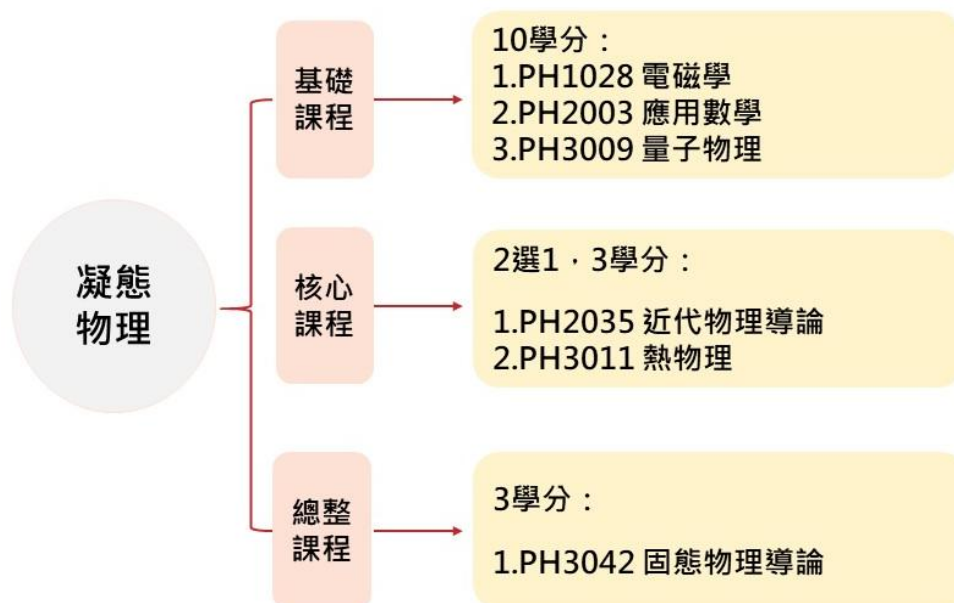 凝態
物理
基礎
課程
10學分：
1.PH1028 電磁學
2.PH2003 應用數學
3.PH3009 量子物理
核心
課程
2選1，3學分：
1.PH2035 近代物理導論
2.PH3011 熱物理
總整
課程
3學分：
1.PH3042 固態物理導論